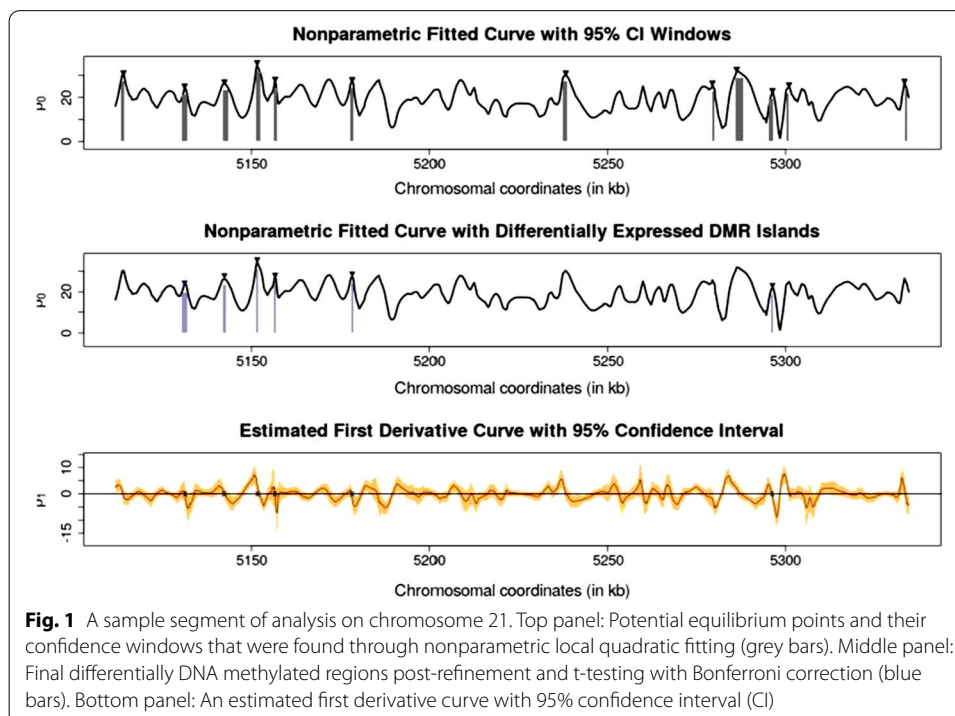 Nonparametric Fitted Curve with 95% CI Windows
20
0
5150 5200 5250 5300
Chromosomal coordinates (in kb)
Nonparametric Fitted Curve with Differentially Expressed DMR Islands
20
0
5150 5200 5250 5300
Chromosomal coordinates (in kb)
Estimated First Derivative Curve with 95% Confidence Interval
10
0
-15
5150 5200 5250 5300
Chromosomal coordinates (in kb)
Fig. 1 A sample segment of analysis on chromosome 21. Top panel: Potential equilibrium points and their
confidence windows that were found through nonparametric local quadratic fitting (grey bars). Middle panel:
Final differentially DNA methylated regions post-refinement and t-testing with Bonferroni correction (blue
bars). Bottom panel: An estimated first derivative curve with 95% confidence interval (CI)